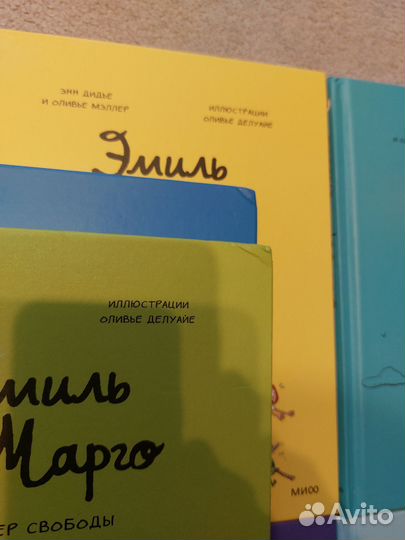 ЭНН ДИДЬЕ
И ОЛИВЬЕ МЭЛЛЕР
ИЛЛЮСТРАЦИИ
ОЛИВЬЕ ДЕЛУАЙЕ
Эмиль
ИЛЛЮСТРАЦИИ
ОЛИВЬЕ ДЕЛУАЙЕ
миль
Марго
ЕР СВОБОДЫ
МИФ
Avito